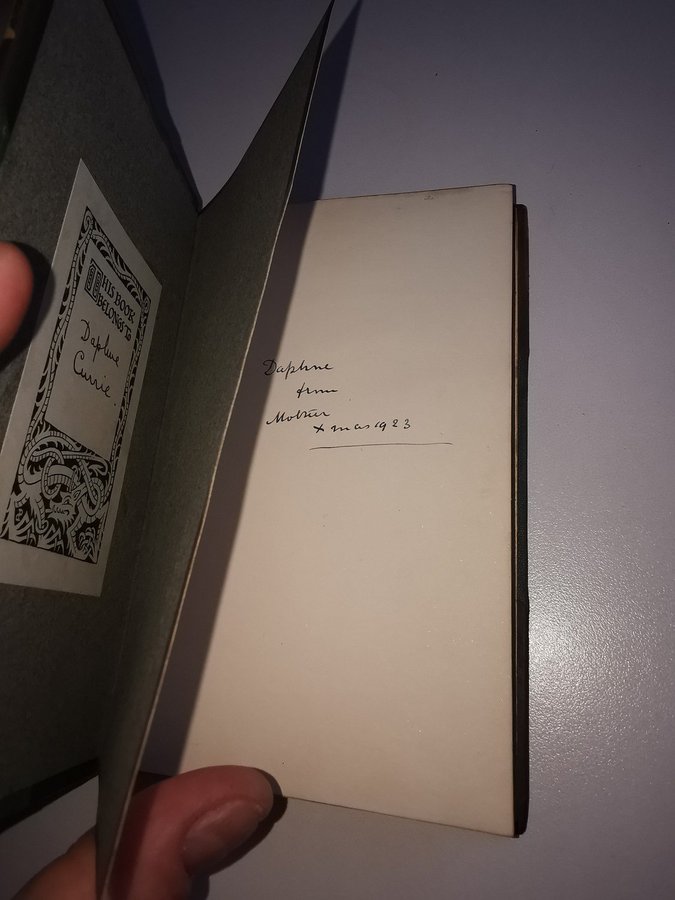 THIS BOOK
BELONGS TO
Daphne
Currie.
Daphne
from
Mother
Xmas 1923